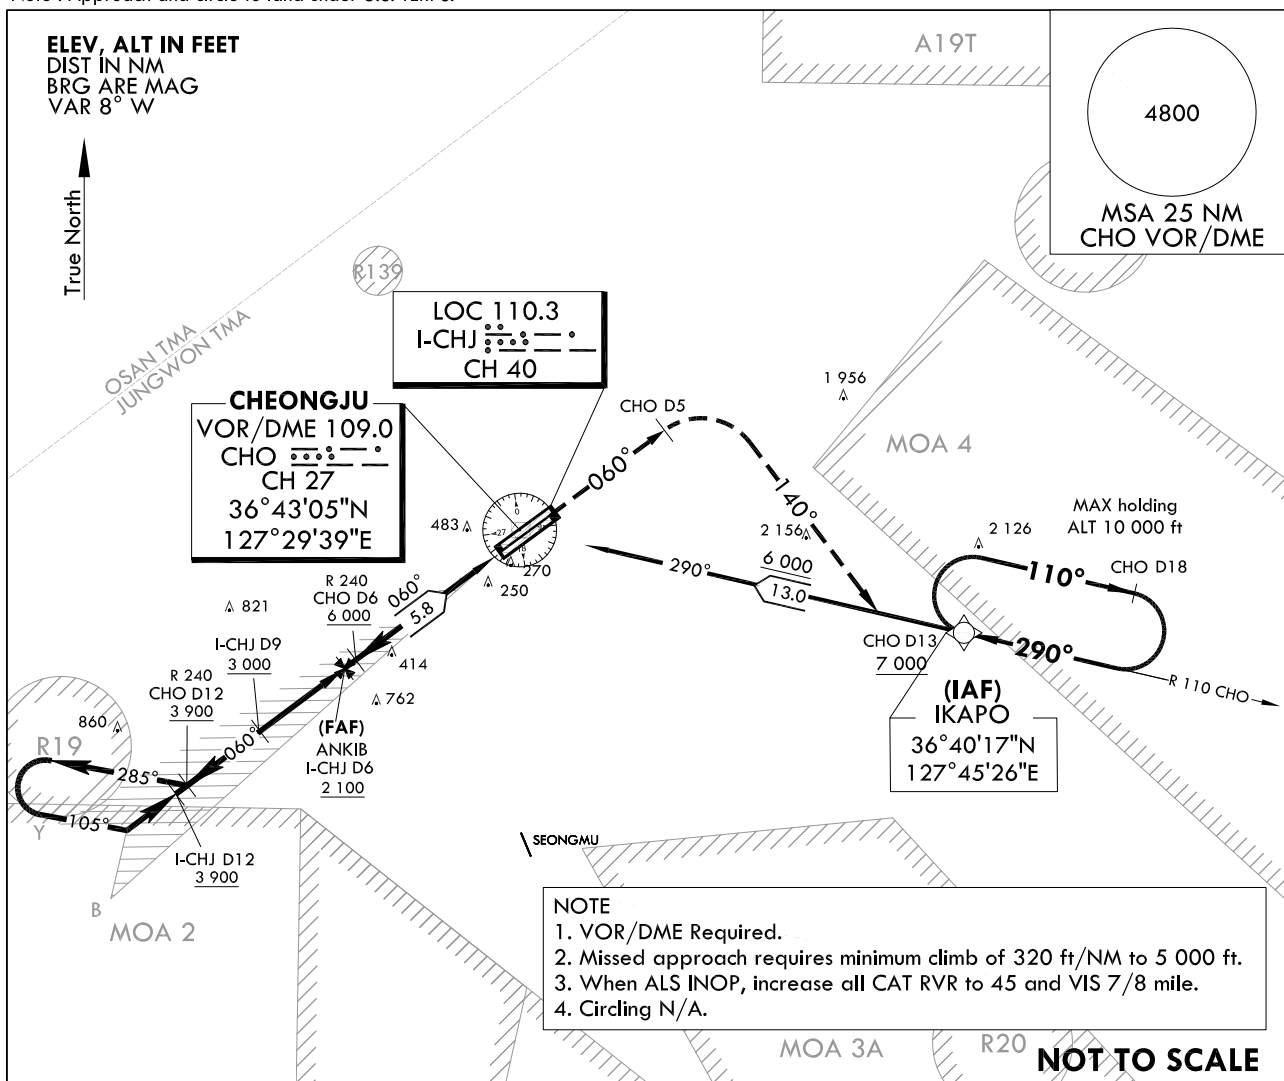 ELEV, ALT IN FEET
DIST IN NM
BRG ARE MAG
VAR 8° W
True North
A19T
4800
MSA 25 NM
CHO VOR/DME
R139
OSAN TMA
JUNGWON TMA
LOC 110.3
I-CHJ
CH 40
CHEONGJU
VOR/DME 109.0
CHO
CH 27
36°43'05"N
127°29'39"E
CHO D5
060°
140°
1 956
MOA 4
MAX holding
ALT 10 000 ft
2 126
110°
CHO D18
483
0
27
18
270
250
2 156
290°
6 000
13.0
CHO D13
7 000
290°
R 110 CHO
(IAF)
IKAPO
36°40'17"N
127°45'26"E
R 240
CHO D6
6 000
060°
5.8
821
I-CHJ D9
3 000
414
762
R 240
CHO D12
3 900
860
R19
(FAF)
ANKIB
I-CHJ D6
2 100
060°
285°
105°
Y
I-CHJ D12
3 900
B
MOA 2
SEONGMU
NOTE
1. VOR/DME Required.
2. Missed approach requires minimum climb of 320 ft/NM to 5 000 ft.
3. When ALS INOP, increase all CAT RVR to 45 and VIS 7/8 mile.
4. Circling N/A.
MOA 3A
R20
NOT TO SCALE